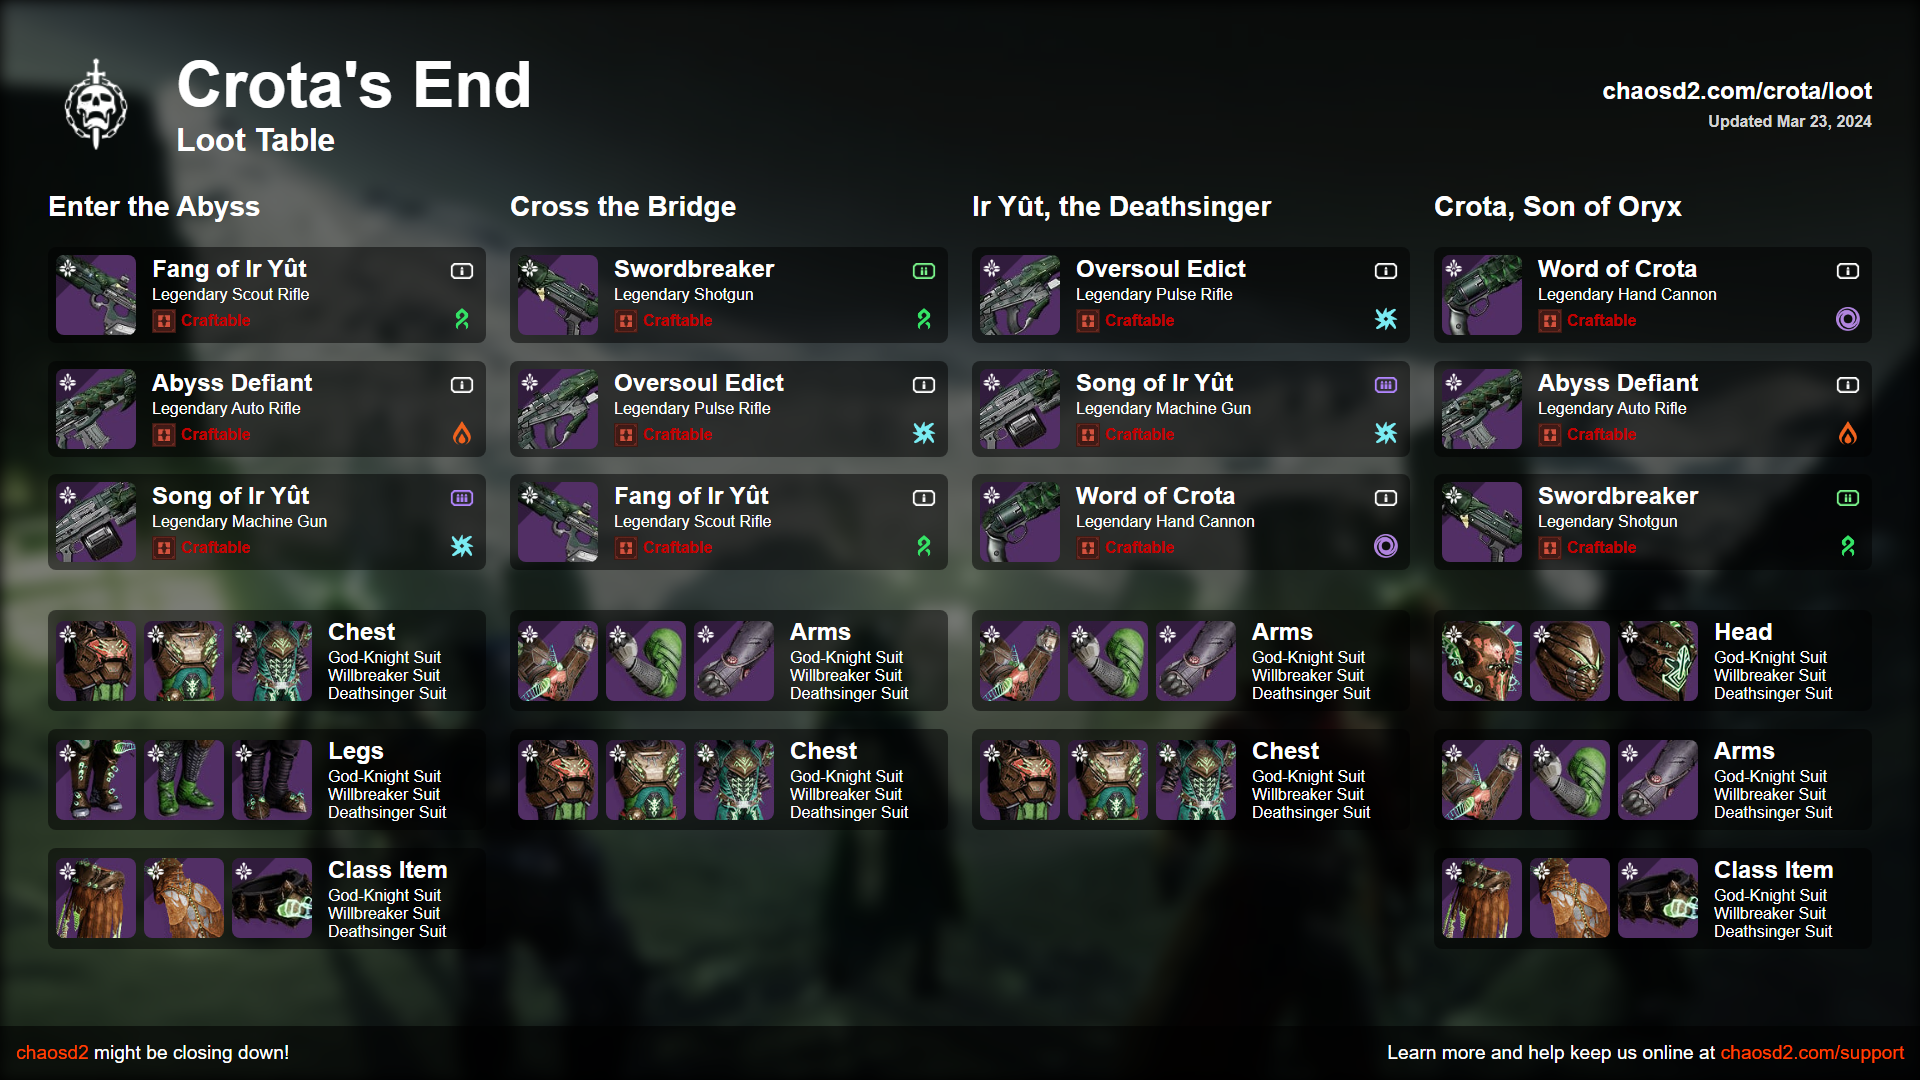 Crota's End
Loot Table
chaosd2.com/crota/loot
Updated Mar 23, 2024
Enter the Abyss
Fang of Ir Yût
Legendary Scout Rifle
Craftable
Abyss Defiant
Legendary Auto Rifle
Craftable
Song of Ir Yût
Legendary Machine Gun
Craftable
Chest
God-Knight Suit
Willbreaker Suit
Deathsinger Suit
Legs
God-Knight Suit
Willbreaker Suit
Deathsinger Suit
Class Item
God-Knight Suit
Willbreaker Suit
Deathsinger Suit
Cross the Bridge
Swordbreaker
Legendary Shotgun
Craftable
Oversoul Edict
Legendary Pulse Rifle
Craftable
Fang of Ir Yût
Legendary Scout Rifle
Craftable
Arms
God-Knight Suit
Willbreaker Suit
Deathsinger Suit
Chest
God-Knight Suit
Willbreaker Suit
Deathsinger Suit
Ir Yût, the Deathsinger
Oversoul Edict
Legendary Pulse Rifle
Craftable
Song of Ir Yût
Legendary Machine Gun
Craftable
Word of Crota
Legendary Hand Cannon
Craftable
Arms
God-Knight Suit
Willbreaker Suit
Deathsinger Suit
Chest
God-Knight Suit
Willbreaker Suit
Deathsinger Suit
Crota, Son of Oryx
Word of Crota
Legendary Hand Cannon
Craftable
Abyss Defiant
Legendary Auto Rifle
Craftable
Swordbreaker
Legendary Shotgun
Craftable
Head
God-Knight Suit
Willbreaker Suit
Deathsinger Suit
Arms
God-Knight Suit
Willbreaker Suit
Deathsinger Suit
Class Item
God-Knight Suit
Willbreaker Suit
Deathsinger Suit
chaosd2 might be closing down!
Learn more and help keep us online at chaosd2.com/support